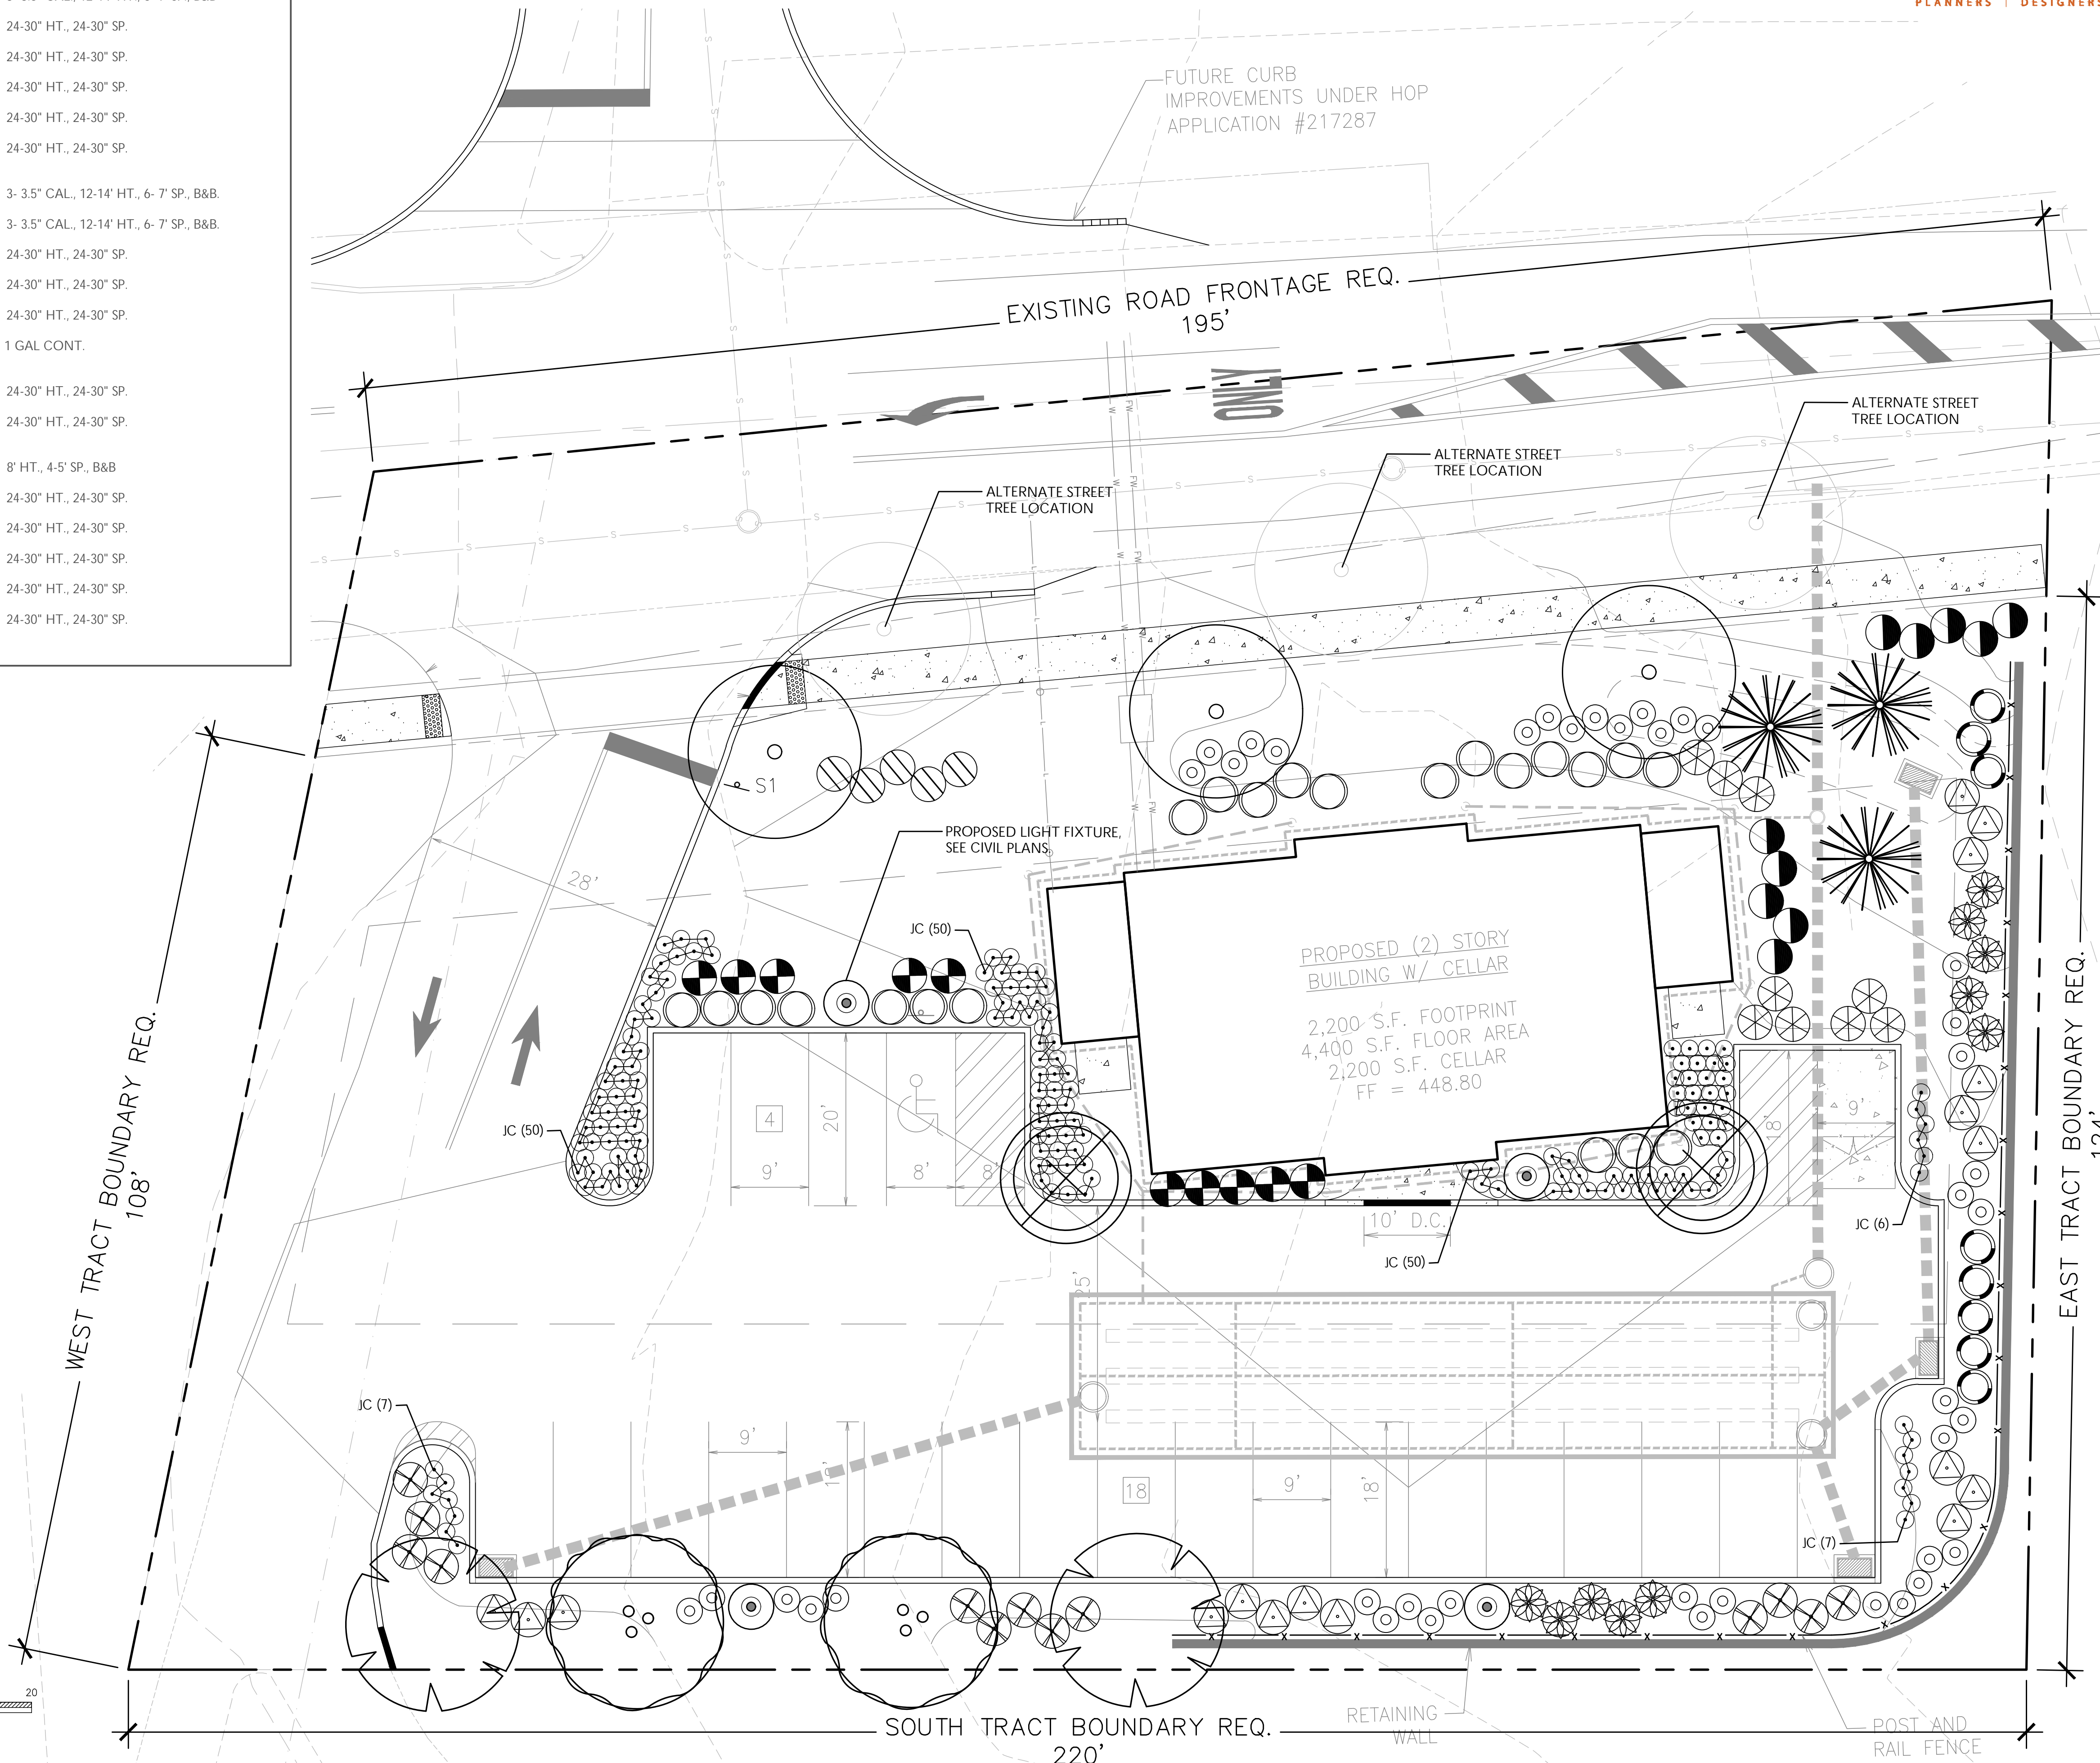 PLANNERS | DESIGNERS
24-30" HT., 24-30" SP.
24-30" HT., 24-30" SP.
24-30" HT., 24-30" SP.
24-30" HT., 24-30" SP.
24-30" HT., 24-30" SP.
3- 3.5" CAL., 12-14' HT., 6- 7' SP., B&B.
3- 3.5" CAL., 12-14' HT., 6- 7' SP., B&B.
24-30" HT., 24-30" SP.
24-30" HT., 24-30" SP.
24-30" HT., 24-30" SP.
1 GAL CONT.
24-30" HT., 24-30" SP.
24-30" HT., 24-30" SP.
8' HT., 4-5' SP., B&B
24-30" HT., 24-30" SP.
24-30" HT., 24-30" SP.
24-30" HT., 24-30" SP.
24-30" HT., 24-30" SP.
24-30" HT., 24-30" SP.
FUTURE CURB
IMPROVEMENTS UNDER HOP
APPLICATION #217287
EXISTING ROAD FRONTAGE REQ.
195'
ONLY
ALTERNATE STREET
TREE LOCATION
ALTERNATE STREET
TREE LOCATION
ALTERNATE STREET
TREE LOCATION
S1
PROPOSED LIGHT FIXTURE,
SEE CIVIL PLANS.
28'
JC (50)
PROPOSED (2) STORY
BUILDING W/ CELLAR
2,200 S.F. FOOTPRINT
4,400 S.F. FLOOR AREA
2,200 S.F. CELLAR
FF = 448.80
WEST TRACT BOUNDARY REQ.
108'
EAST TRACT BOUNDARY REQ.
124'
JC (50)
4
20'
9'
8'
8'
18'
9'
10' D.C.
JC (50)
JC (6)
25'
JC (7)
9'
18'
18
9'
18'
JC (7)
20
SOUTH TRACT BOUNDARY REQ.
220'
RETAINING
WALL
POST AND
RAIL FENCE